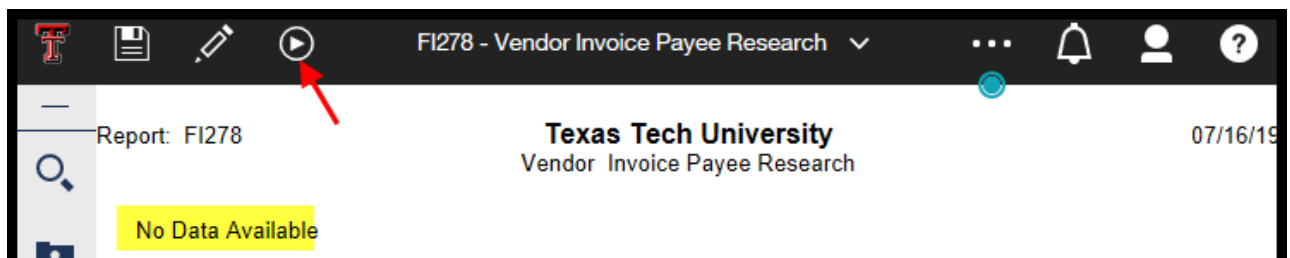 FI278 - Vendor Invoice Payee Research
?
Report: FI278
Texas Tech University
07/16/19
Vendor Invoice Payee Research
No Data Available